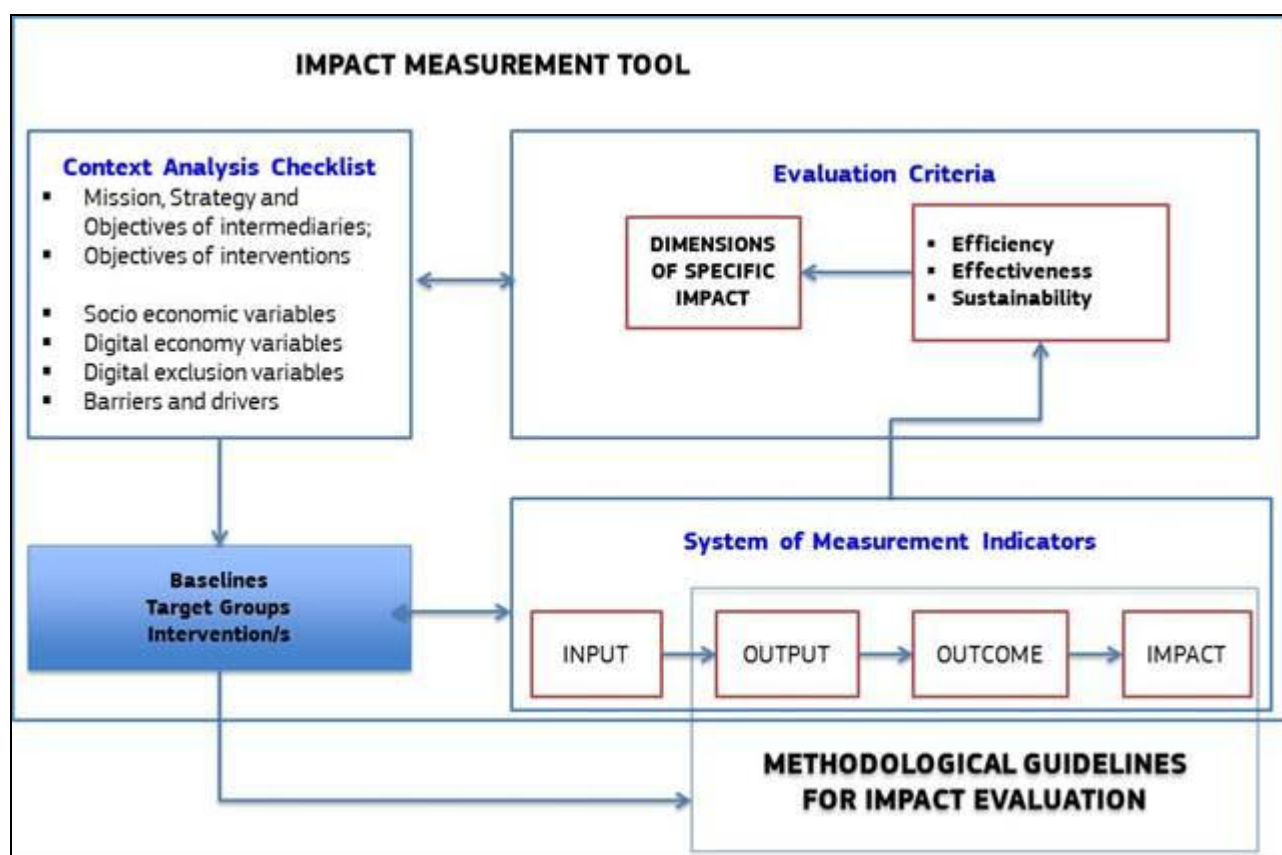 IMPACT MEASUREMENT TOOL
Context Analysis Checklist
▪ Mission, Strategy and
Objectives of intermediaries;
▪ Objectives of interventions
▪ Socio economic variables
▪ Digital economy variables
▪ Digital exclusion variables
▪ Barriers and drivers
Evaluation Criteria
DIMENSIONS
OF SPECIFIC
IMPACT
▪ Efficiency
▪ Effectiveness
▪ Sustainability
Baselines
Target Groups
Intervention/s
System of Measurement Indicators
INPUT
OUTPUT
OUTCOME
IMPACT
METHODOLOGICAL GUIDELINES
FOR IMPACT EVALUATION